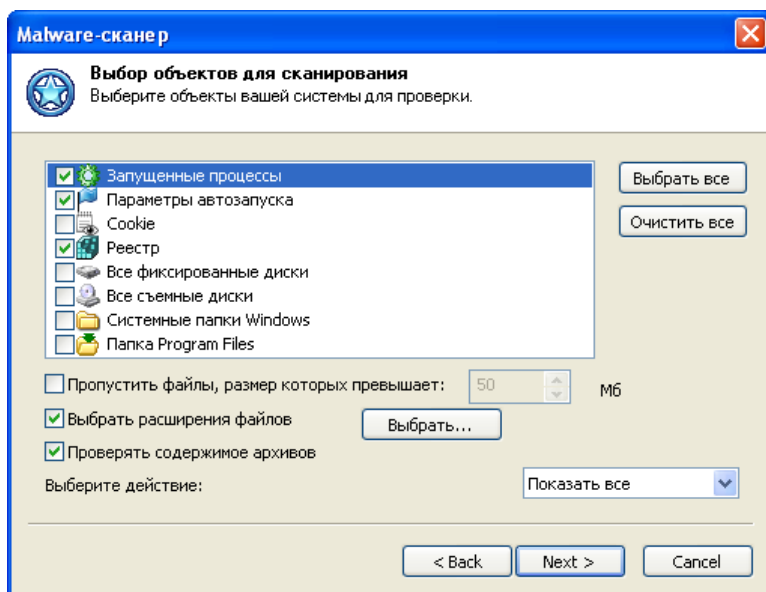 Malware-сканер
Выбор объектов для сканирования
Выберите объекты вашей системы для проверки.
Запущенные процессы
Параметры автозапуска
Cookie
Реестр
Все фиксированные диски
Все съемные диски
Системные папки Windows
Папка Program Files
Выбрать все
Очистить все
Пропустить файлы, размер которых превышает: 50 Мб
Выбрать расширения файлов Выбрать...
Проверять содержимое архивов
Выберите действие: Показать все
< Back Next > Cancel